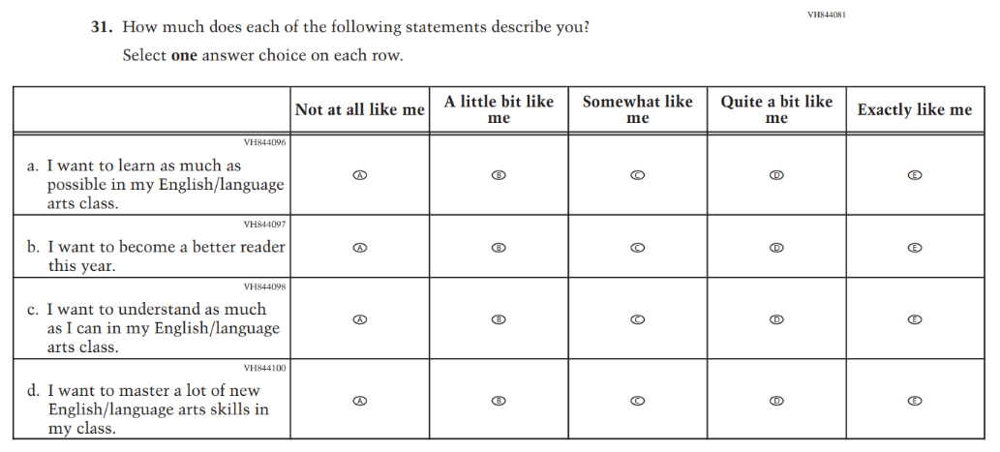 VH844081
31. How much does each of the following statements describe you?
Select one answer choice on each row.
Not at all like me
A little bit like
me
Somewhat like
me
Quite a bit like
me
Exactly like me
VH844096
a. I want to learn as much as
possible in my English/language
arts class.
A B C D E
VH844097
b. I want to become a better reader
this year.
A B C D E
VH844098
c. I want to understand as much
as I can in my English/language
arts class.
A B C D E
VH844100
d. I want to master a lot of new
English/language arts skills in
my class.
A B C D E